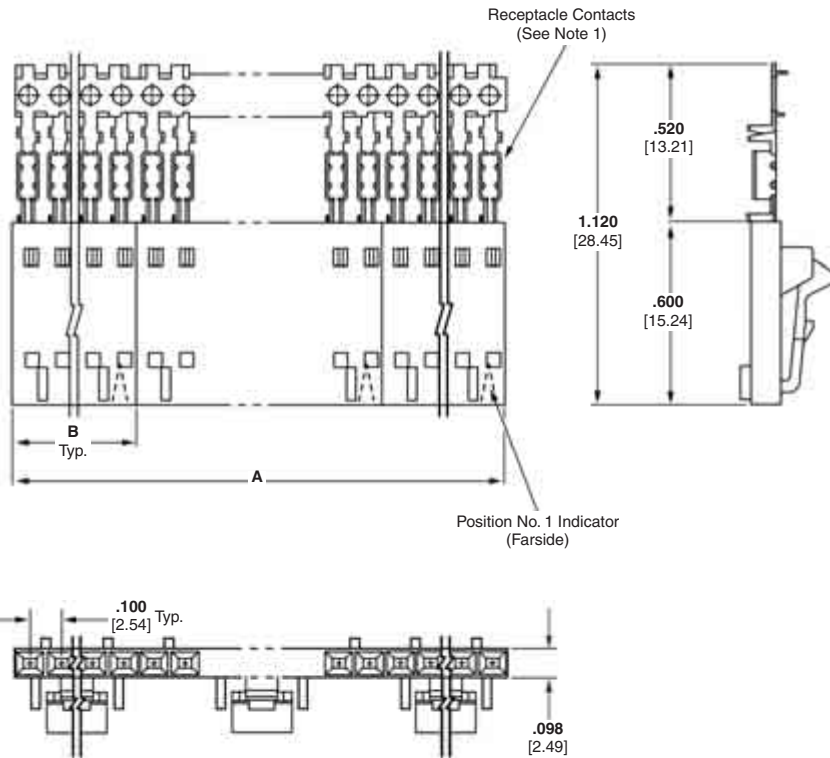 Receptacle Contacts
(See Note 1)
.520
[13.21]
1.120
[28.45]
.600
[15.24]
B
Typ.
A
Position No. 1 Indicator
(Farside)
.100
[2.54] Typ.
.098
[2.49]